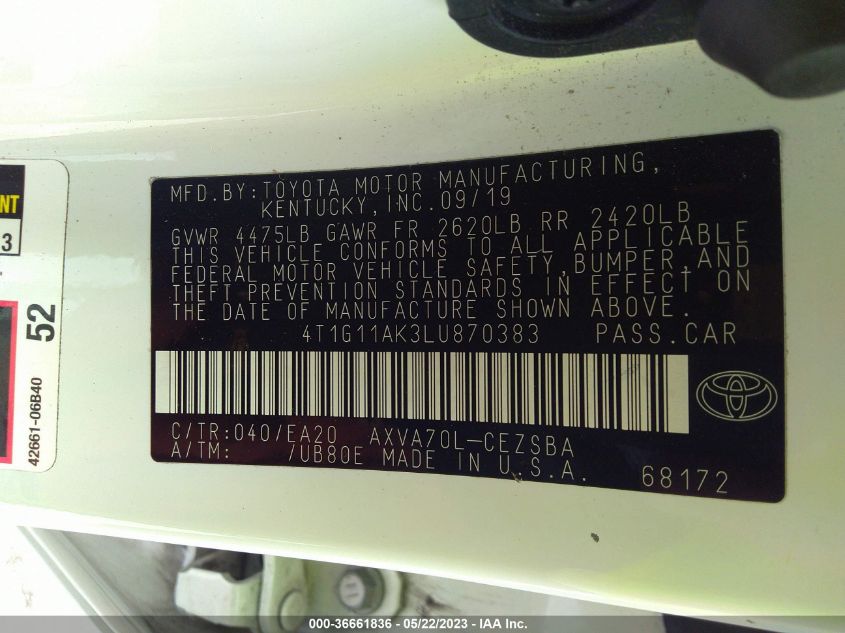 NT
3
52
42661-06B40
MFD.BY:TOYOTA MOTOR MANUFACTURING,
KENTUCKY,INC.09/19
GVWR 4475LB GAWR FR 2620LB RR 2420LB
THIS VEHICLE CONFORMS TO ALL APPLICABLE
FEDERAL MOTOR VEHICLE SAFETY,BUMPER,AND
THEFT PREVENTION STANDARDS IN EFFECT ON
THE DATE OF MANUFACTURE SHOWN ABOVE.
4T1G11AK3LU870383 PASS.CAR
C/TR:040/EA20 AXVA70L-CEZSBA
A/TM: /UB80E MADE IN U.S.A.
68172
000-36661836 - 05/22/2023 - IAA Inc.